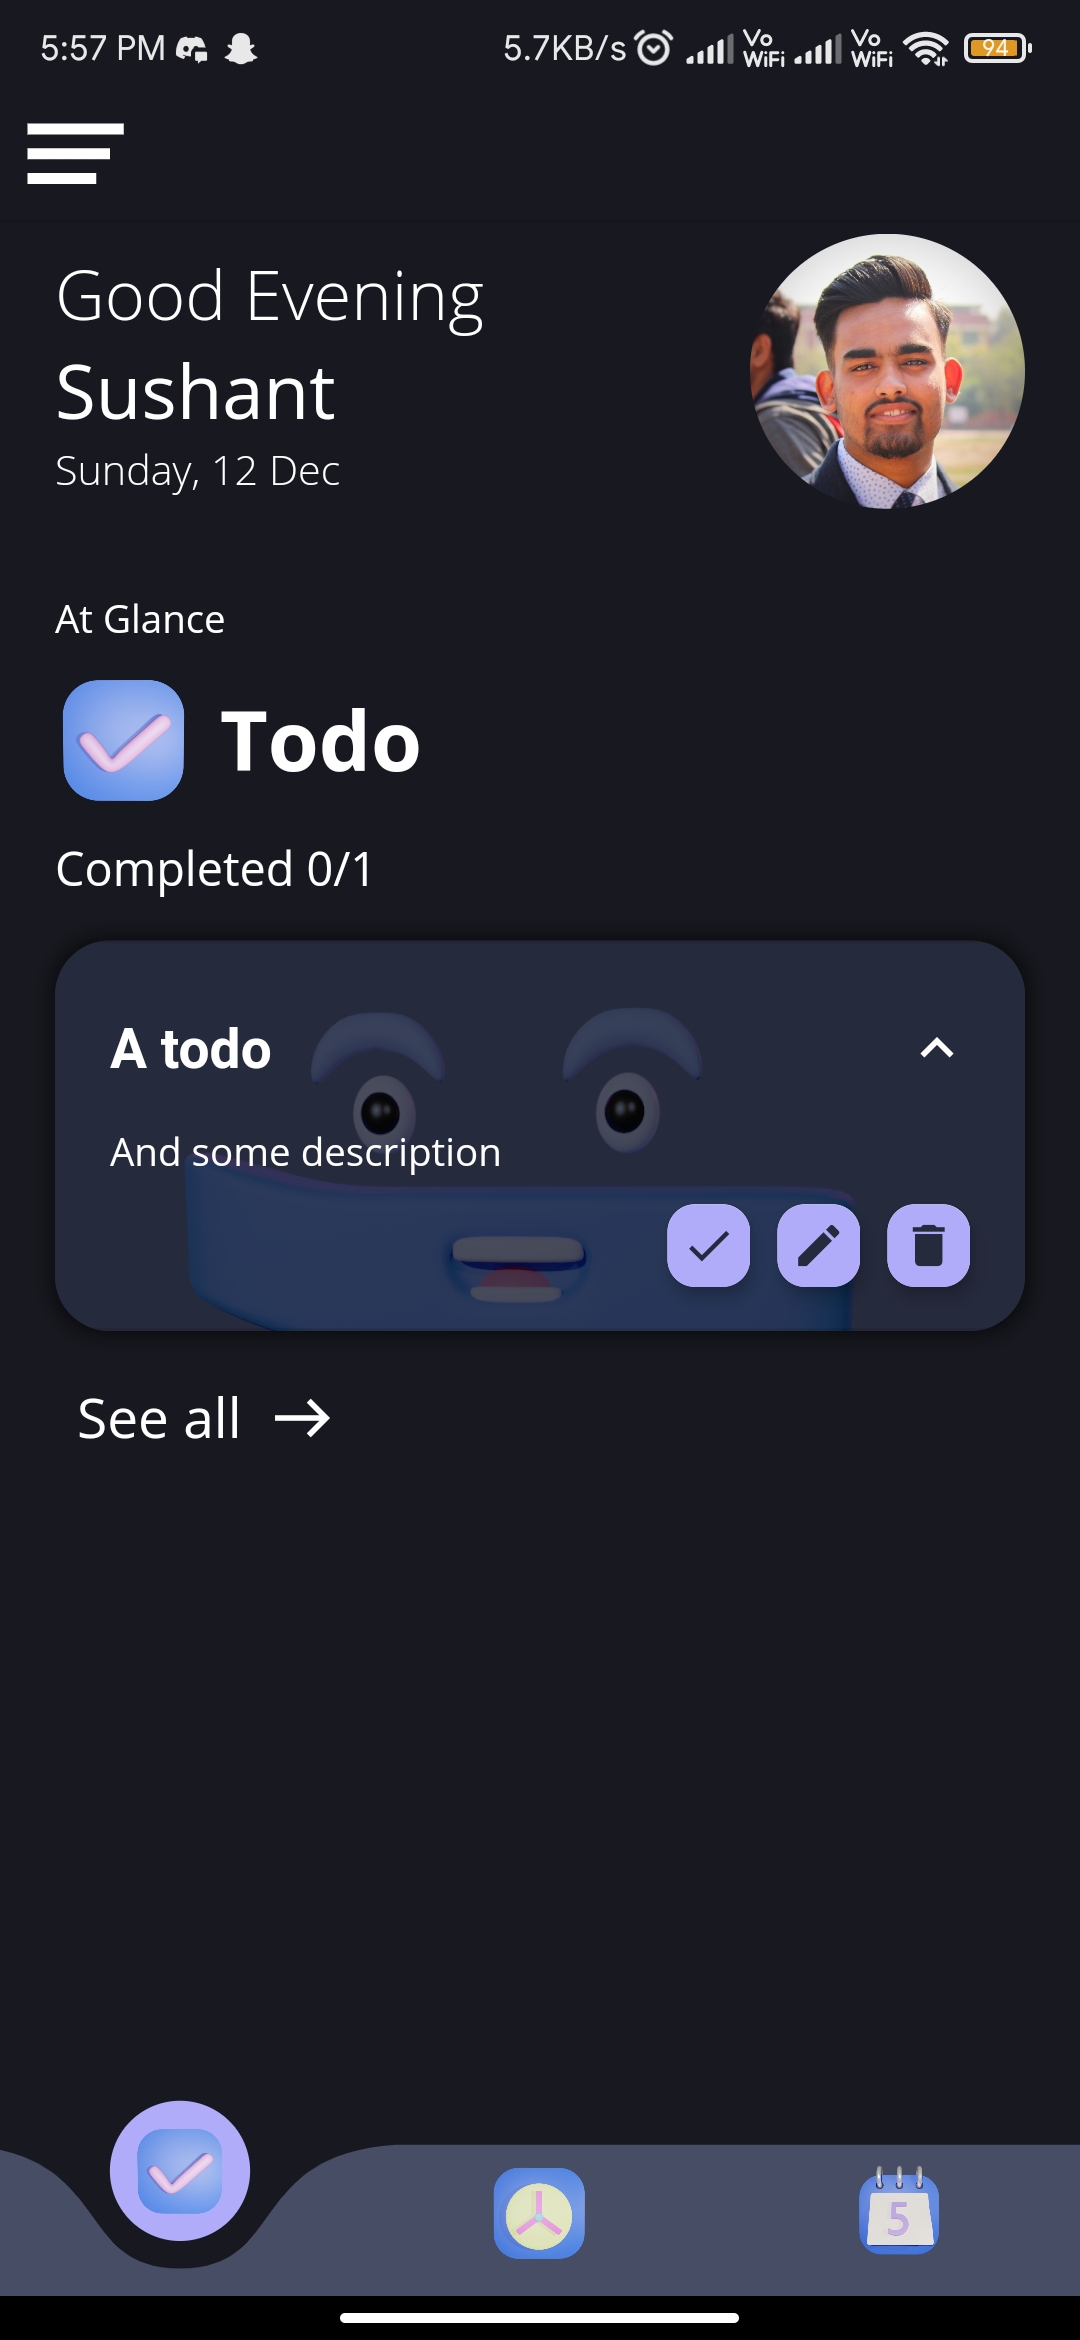 5:57 PM 5.7KB/s Vo WiFi Vo WiFi 94
Good Evening
Sushant
Sunday, 12 Dec
At Glance
Todo
Completed 0/1
A todo
And some description
See all
5